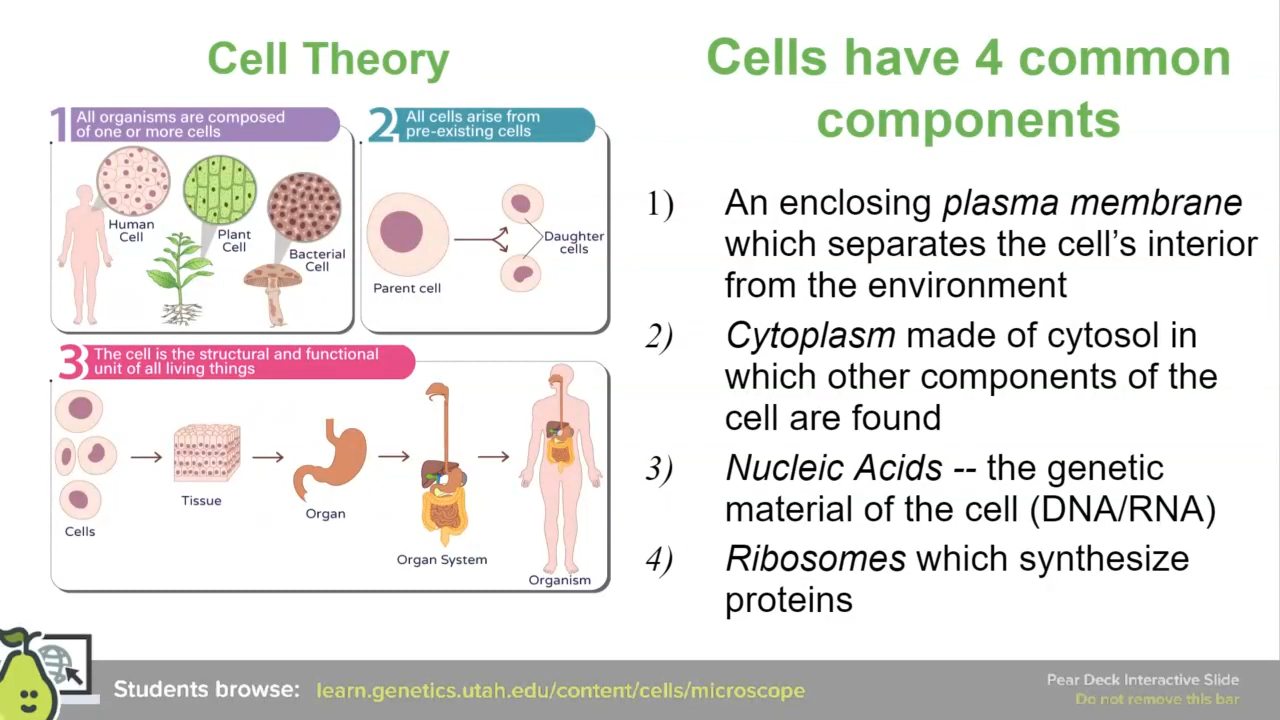 Cell Theory
1 All organisms are composed
of one or more cells
Human
Cell
Plant
Cell
Bacterial
Cell
2 All cells arise from
pre-existing cells
Parent cell
Daughter
cells
3 The cell is the structural and functional
unit of all living things
Cells
Tissue
Organ
Organ System
Organism
Cells have 4 common
components
1) An enclosing plasma membrane
which separates the cell’s interior
from the environment
2) Cytoplasm made of cytosol in
which other components of the
cell are found
3) Nucleic Acids -- the genetic
material of the cell (DNA/RNA)
4) Ribosomes which synthesize
proteins
Students browse: learn.genetics.utah.edu/content/cells/microscope
Pear Deck Interactive Slide
Do not remove this bar